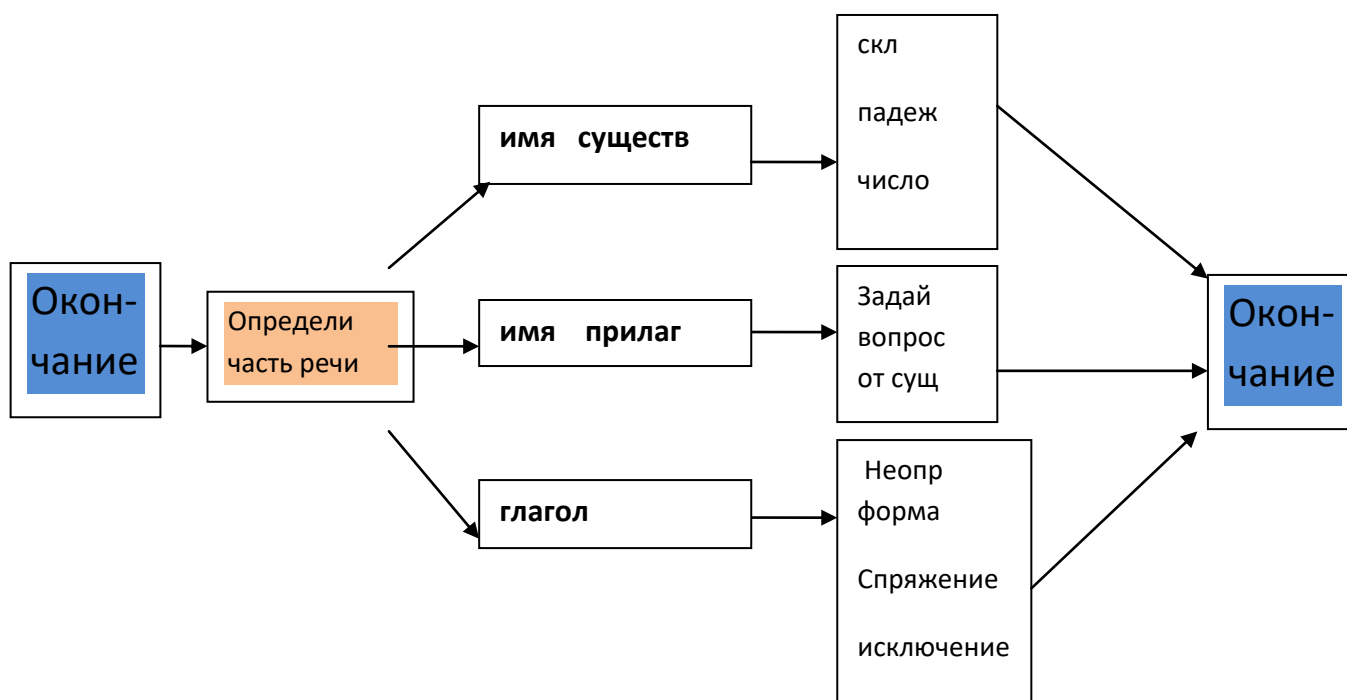 Окон-
чание
Определи
часть речи
имя существ
скл
падеж
число
имя прилаг
Задай
вопрос
от сущ
глагол
Неопр
форма
Спряжение
исключение
Окон-
чание